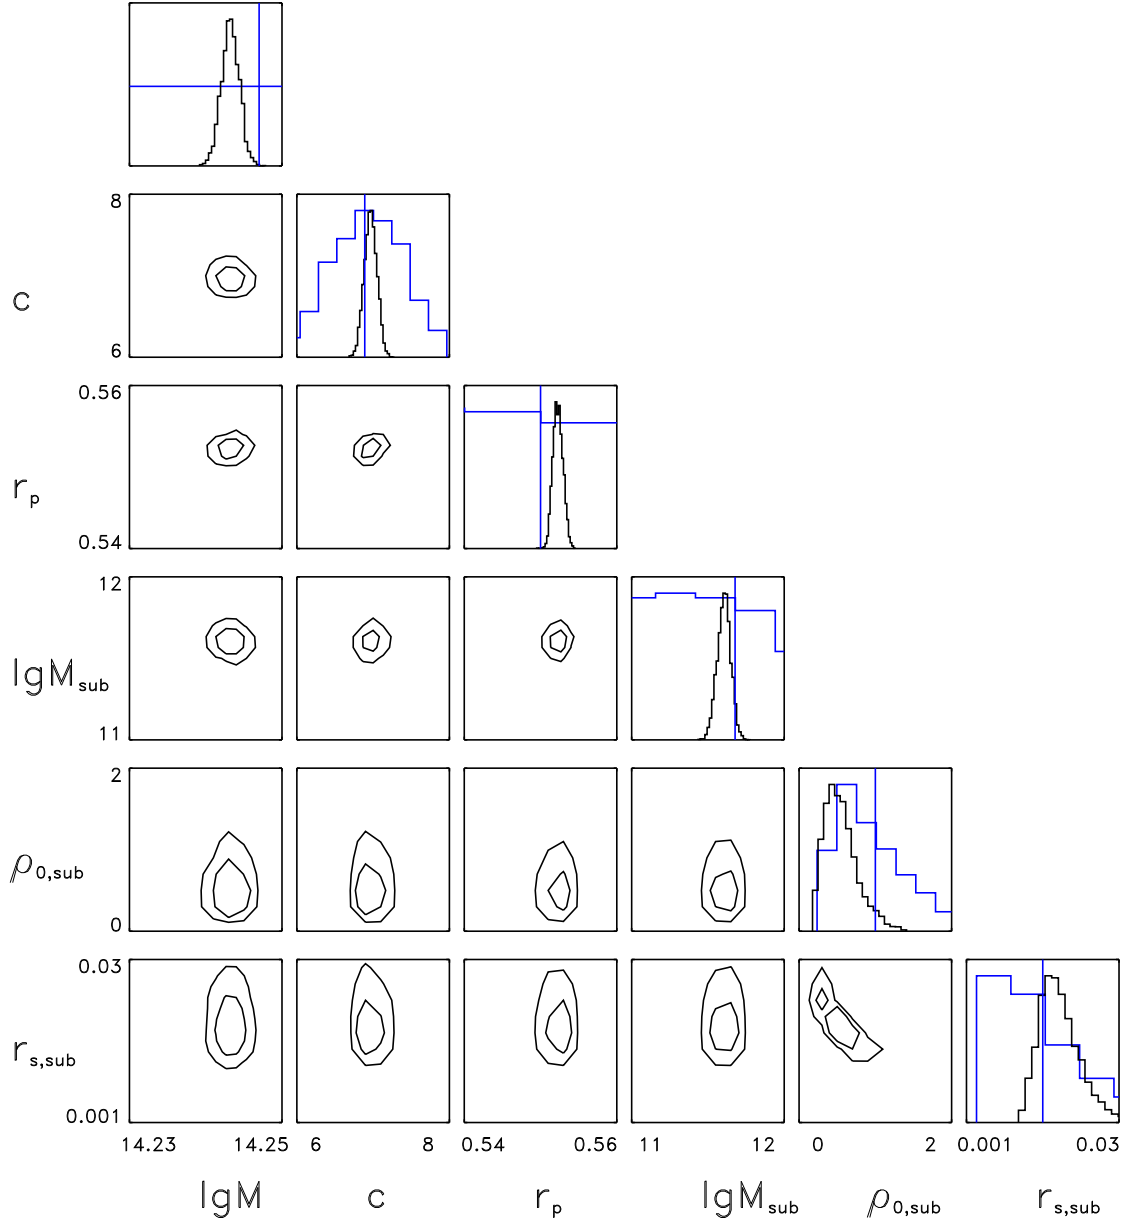 8
c
6
0.56
r_p
0.54
12
lgM_sub
11
2
ρ_0,sub
0
0.03
r_s,sub
0.001
14.23 14.25 6 8 0.54 0.56 11 12 0 2 0.001 0.03
lgM c r_p lgM_sub ρ_0,sub r_s,sub